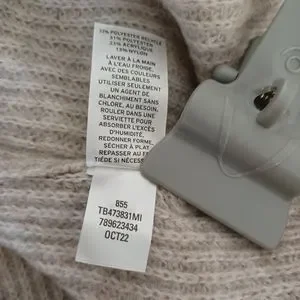 13% POLYESTER RECYCLÉ
51% POLYESTER
23% ACRYLIQUE
13% NYLON
LAVER À LA MAIN
À L'EAU FROIDE,
AVEC DES COULEURS
SEMBLABLES
UTILISER SEULEMENT
UN AGENT DE
BLANCHIMENT SANS
CHLORE, AU BESOIN,
ROULER DANS UNE
SERVIETTE POUR
ABSORBER L'EXCÈS
D'HUMIDITÉ,
REDONNER FORME,
SÉCHER À PLAT,
REPASSER AU FER
TIÈDE SI NÉCESSAIRE
855
TB473831MI
789623434
OCT22